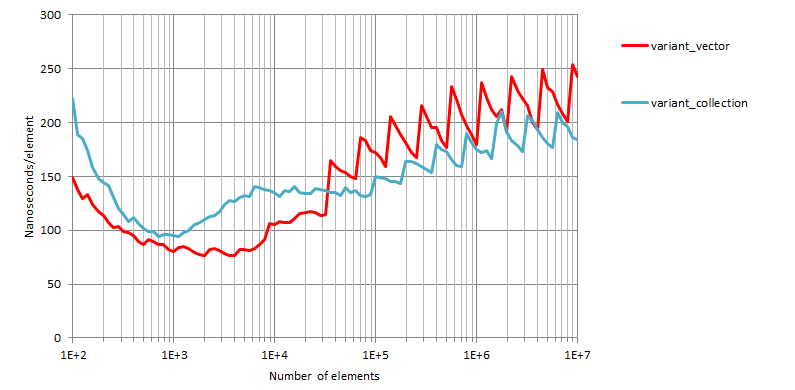 300
250
200
150
100
50
0
Nanoseconds/element
1E+2 1E+3 1E+4 1E+5 1E+6 1E+7
Number of elements
variant_vector
variant_collection